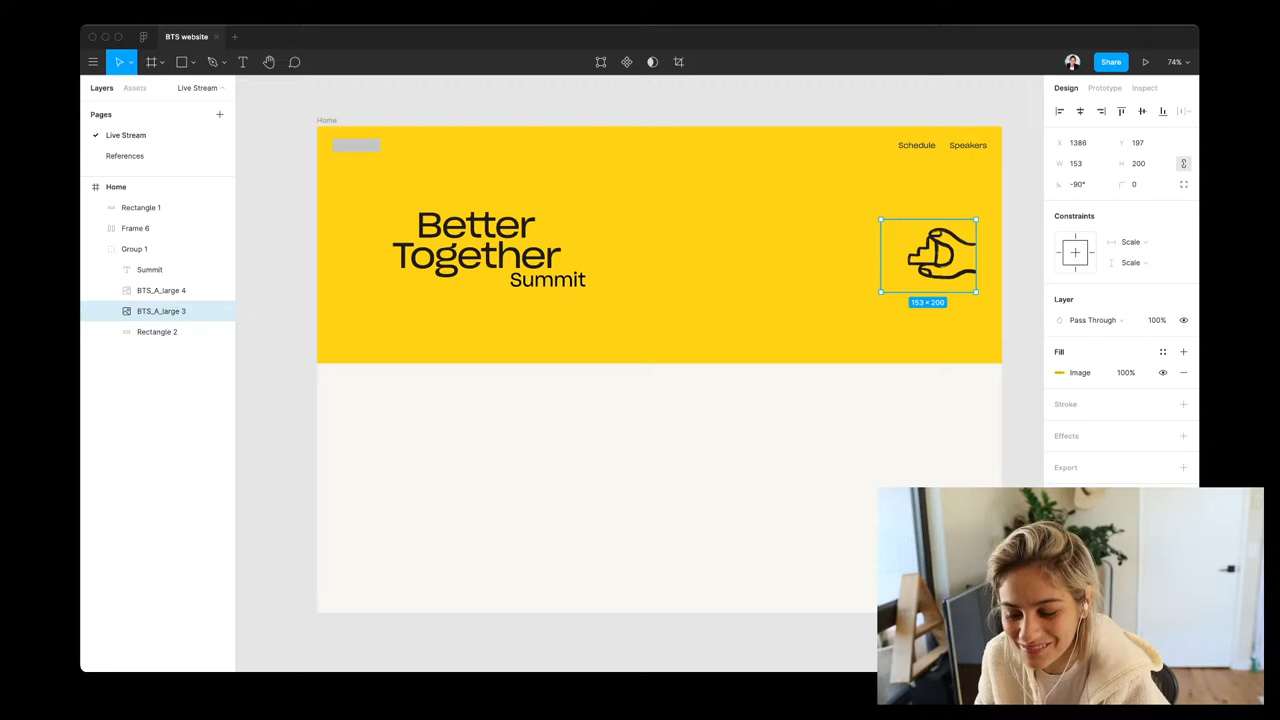 BTS website
Share
74%
Layers
Assets
Live Stream
Pages
Live Stream
References
Home
Rectangle 1
Frame 6
Group 1
Summit
BTS_A_large 4
BTS_A_large 3
Rectangle 2
Home
Schedule
Speakers
Better
Together
Summit
153 × 200
Design
Prototype
Inspect
X 1386 Y 197
W 153 H 200
-90° 0
Constraints
Scale
Scale
Layer
Pass Through 100%
Fill
Image 100%
Stroke
Effects
Export